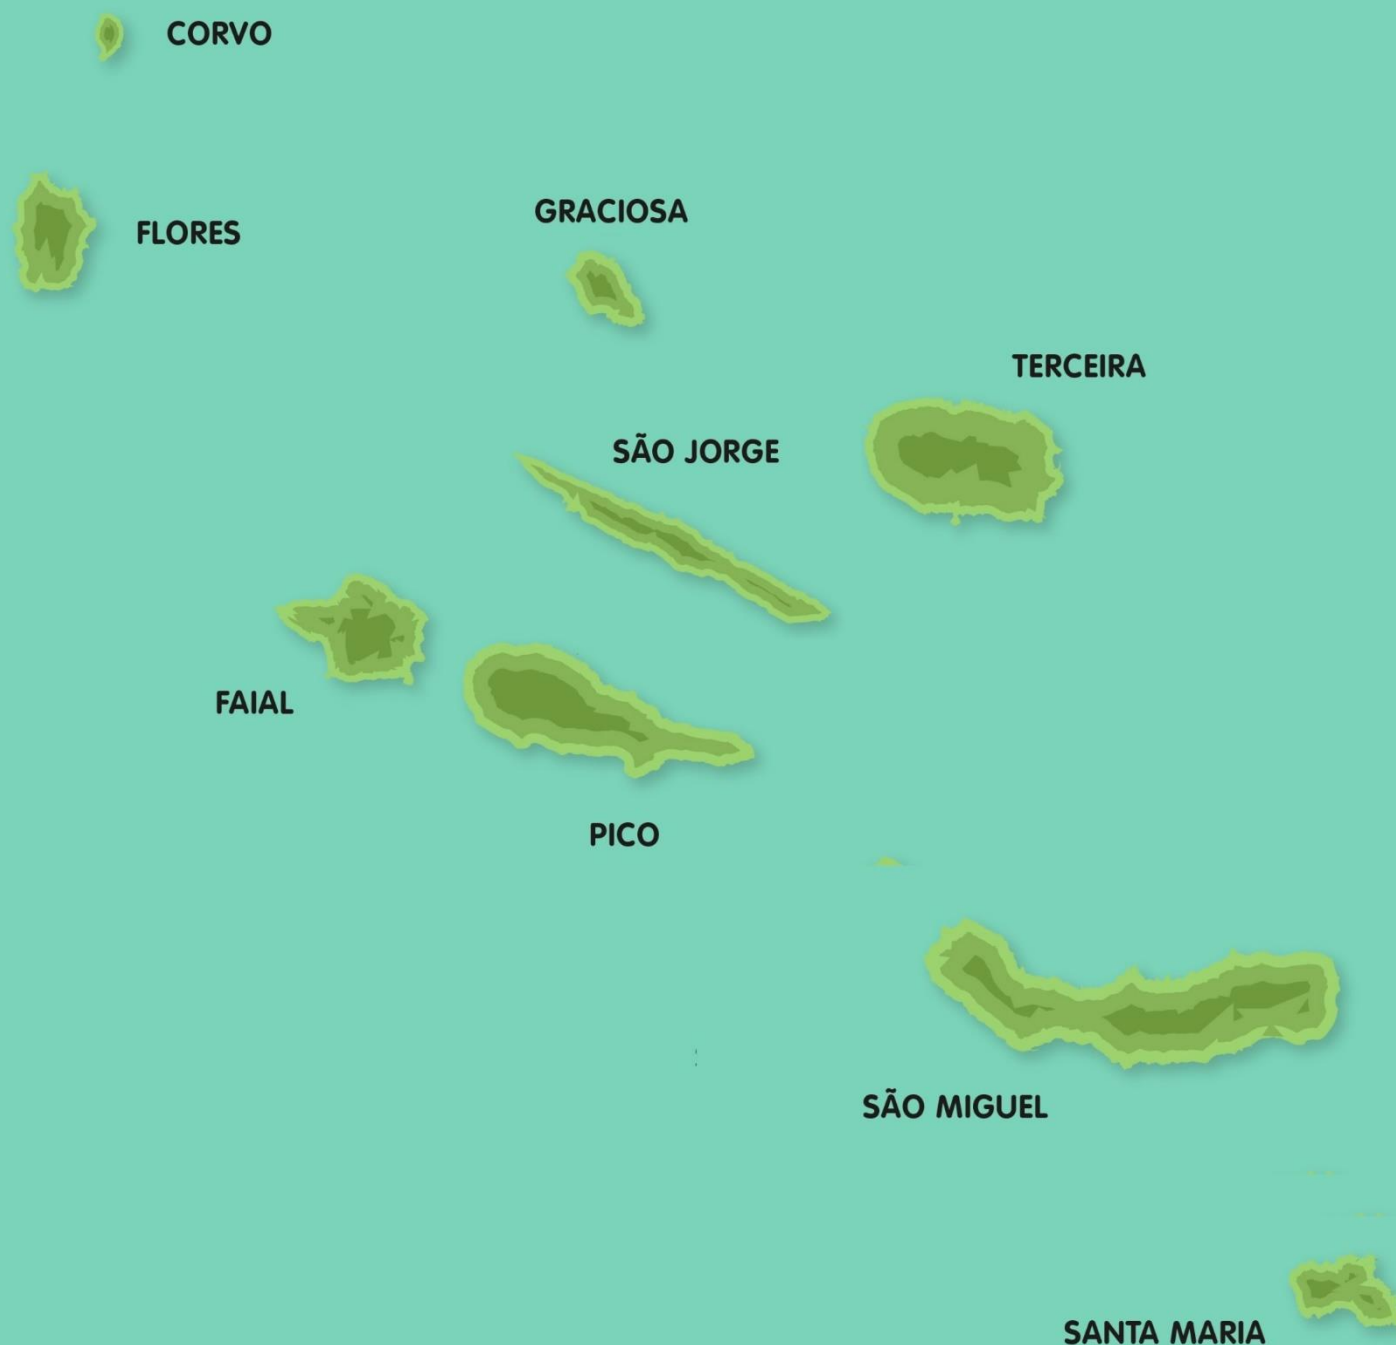 CORVO
FLORES
GRACIOSA
TERCEIRA
SÃO JORGE
FAIAL
PICO
SÃO MIGUEL
SANTA MARIA